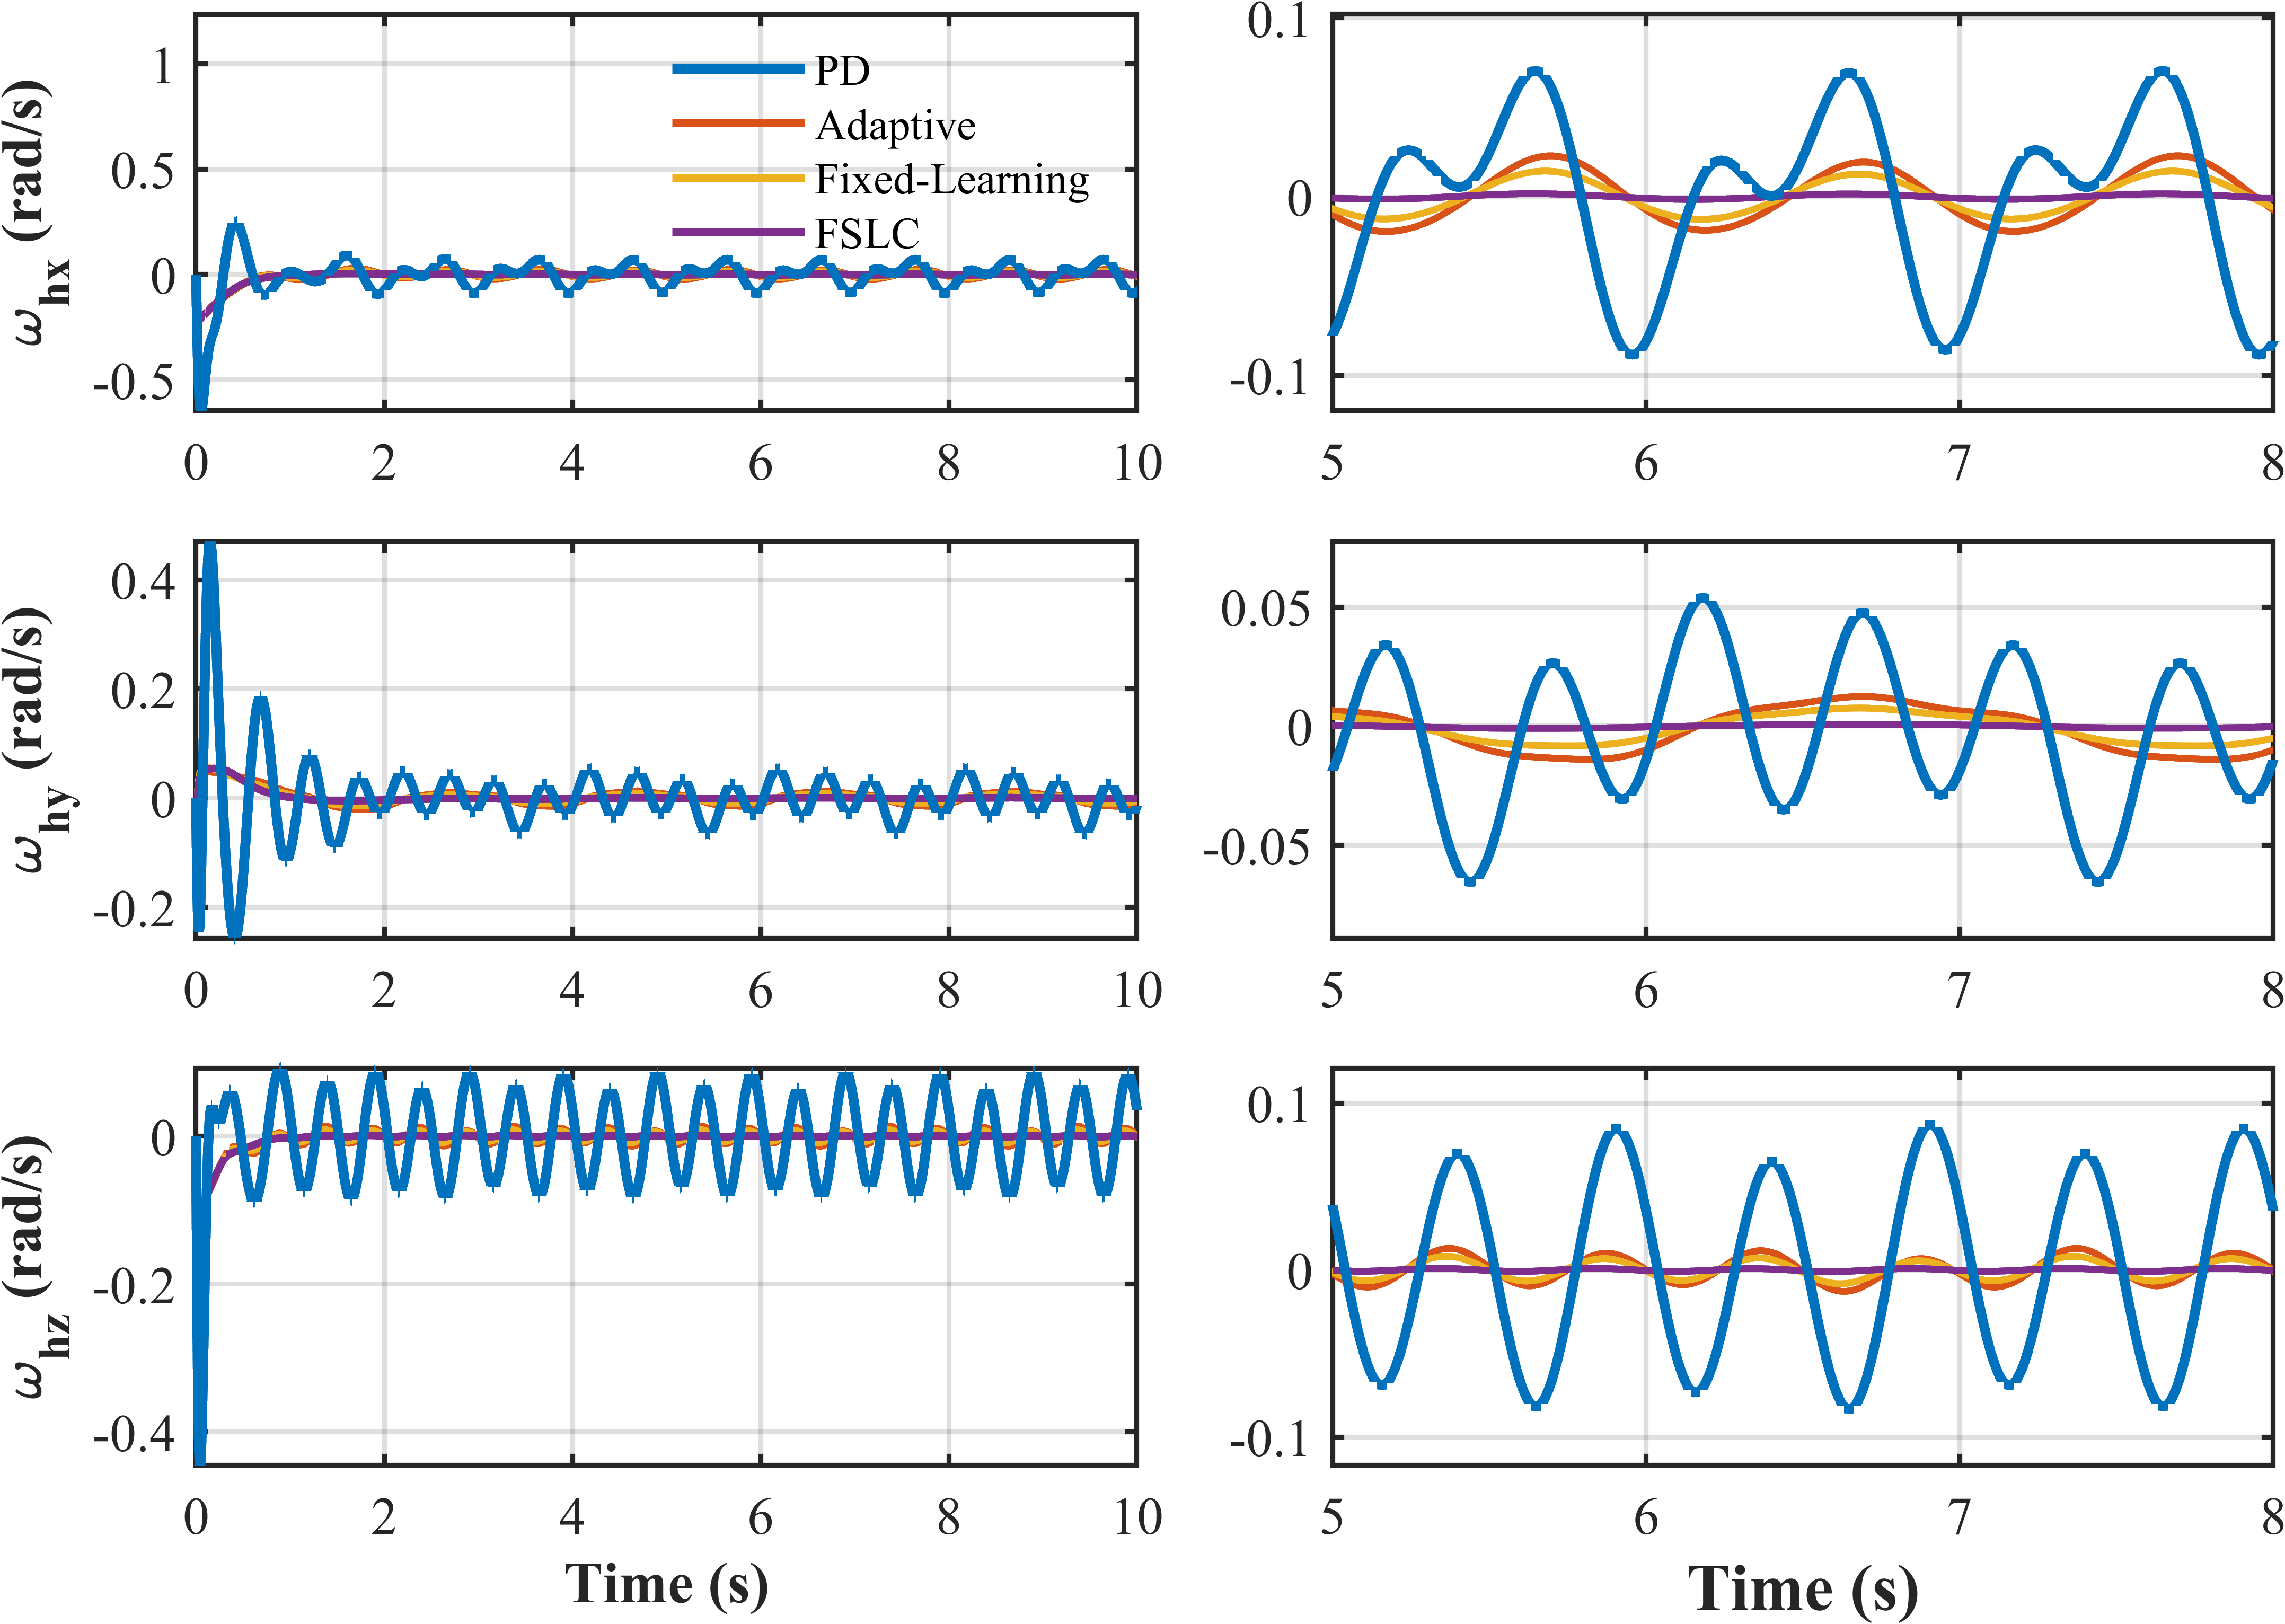 1
0.5
0
-0.5
ω_hx (rad/s)
PD
Adaptive
Fixed-Learning
FSLC
0 2 4 6 8 10
0.1
0
-0.1
5 6 7 8
0.4
0.2
0
-0.2
ω_hy (rad/s)
0 2 4 6 8 10
0.05
0
-0.05
5 6 7 8
0
-0.2
-0.4
ω_hz (rad/s)
0 2 4 6 8 10
Time (s)
0.1
0
-0.1
5 6 7 8
Time (s)